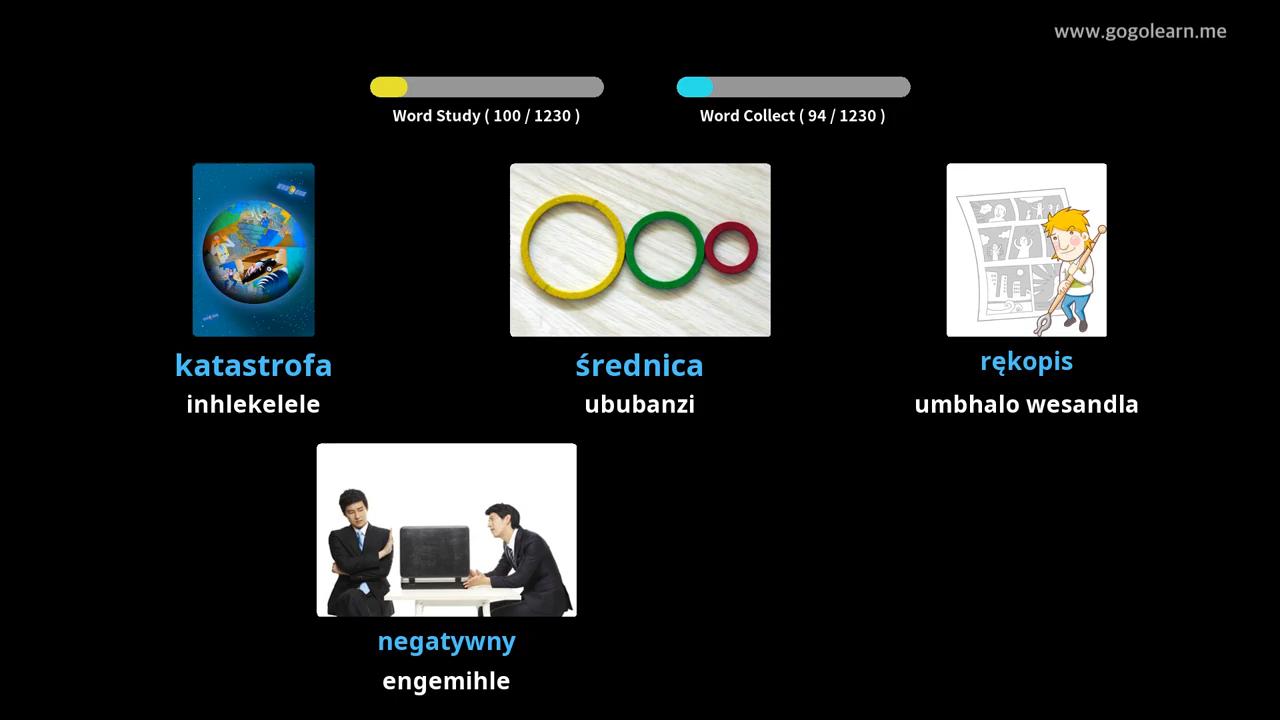 www.gogolearn.me
Word Study ( 100 / 1230 )
Word Collect ( 94 / 1230 )
katastrofa
inhlekelele
średnica
ububanzi
rękopis
umbhalo wesandla
negatywny
engemihle